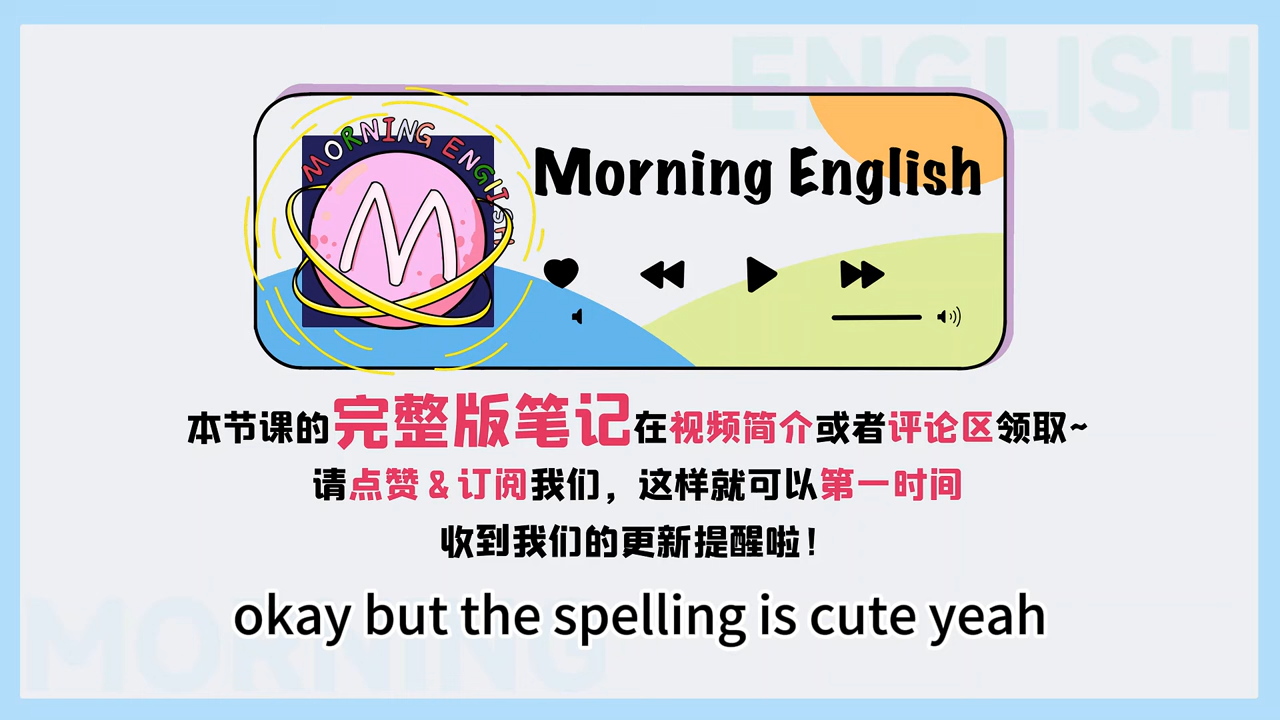 ENGLISH
MORNING ENGLISH
M
Morning English
本节课的完整版笔记在视频简介或者评论区领取~
请点赞&订阅我们，这样就可以第一时间
收到我们的更新提醒啦！
okay but the spelling is cute yeah
MORNING